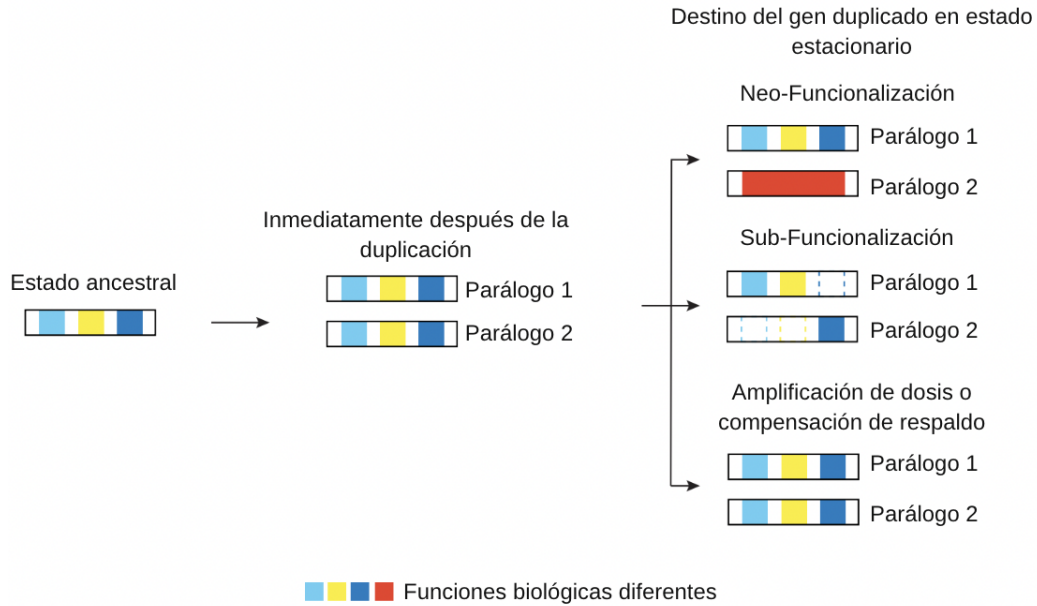 Destino del gen duplicado en estado
estacionario
Neo-Funcionalización
Parálogo 1
Parálogo 2
Inmediatamente después de la
duplicación
Parálogo 1
Parálogo 2
Estado ancestral
Sub-Funcionalización
Parálogo 1
Parálogo 2
Amplificación de dosis o
compensación de respaldo
Parálogo 1
Parálogo 2
Funciones biológicas diferentes